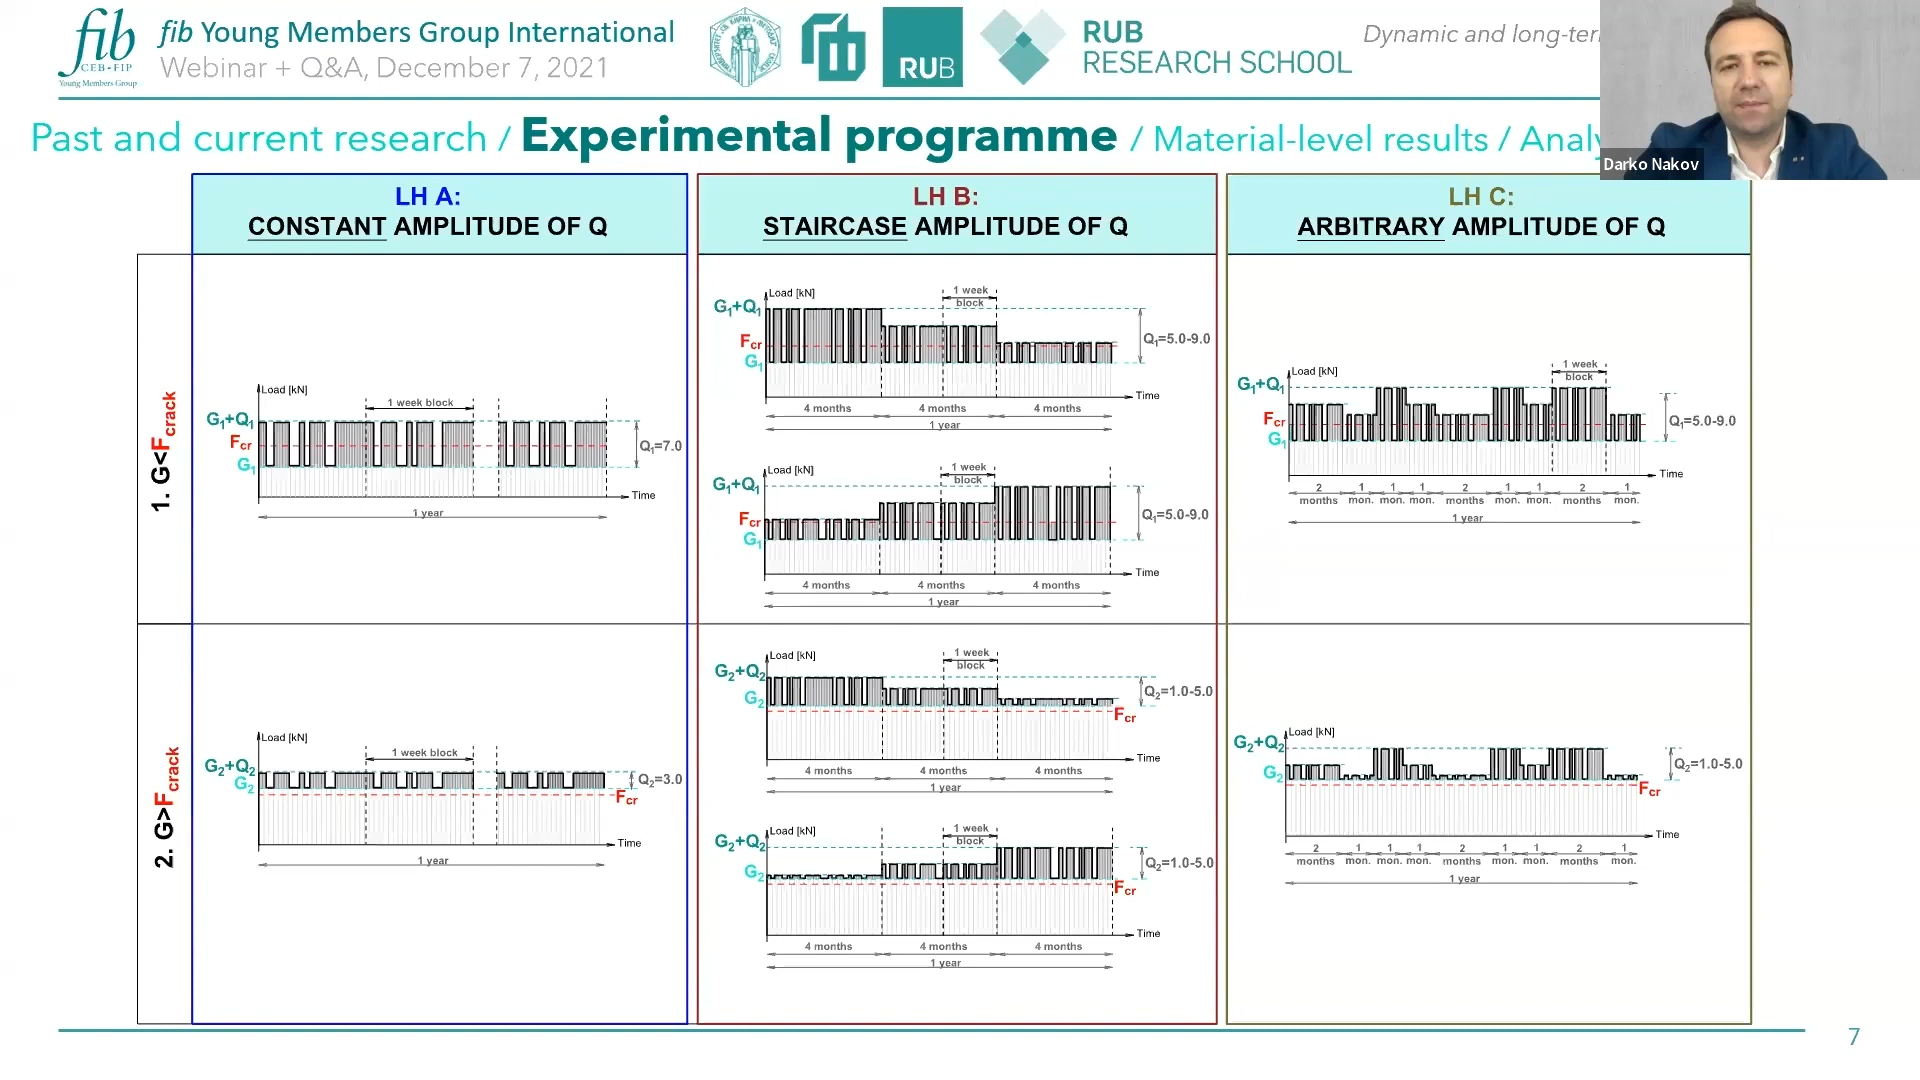 fib
CEB-FIP
Young Members Group
fib Young Members Group International
Webinar + Q&A, December 7, 2021
RUB
RUB
RESEARCH SCHOOL
Dynamic and long-ter
Darko Nakov
Past and current research / Experimental programme / Material-level results / Analy
LH A:
CONSTANT AMPLITUDE OF Q
LH B:
STAIRCASE AMPLITUDE OF Q
LH C:
ARBITRARY AMPLITUDE OF Q
1. G<Fcrack
Load [kN]
1 week block
G1+Q1
Fcr
G1
Q1=7.0
Time
1 year
Load [kN]
1 week
block
G1+Q1
Fcr
G1
Q1=5.0-9.0
Time
4 months 4 months 4 months
1 year
Load [kN]
1 week
block
G1+Q1
Fcr
G1
Q1=5.0-9.0
Time
4 months 4 months 4 months
1 year
Load [kN]
1 week
block
G1+Q1
Fcr
G1
Q1=5.0-9.0
Time
2 1 1 1 2 1 1 2 1
months mon. mon. mon. months mon. mon. months mon.
1 year
2. G>Fcrack
Load [kN]
1 week block
G2+Q2
G2
Q2=3.0
Fcr
Time
1 year
Load [kN]
1 week
block
G2+Q2
G2
Q2=1.0-5.0
Fcr
Time
4 months 4 months 4 months
1 year
Load [kN]
1 week
block
G2+Q2
G2
Q2=1.0-5.0
Fcr
Time
4 months 4 months 4 months
1 year
Load [kN]
G2+Q2
G2
Q2=1.0-5.0
Fcr
Time
2 1 1 1 2 1 1 2 1
months mon. mon. mon. months mon. mon. months mon.
1 year
7